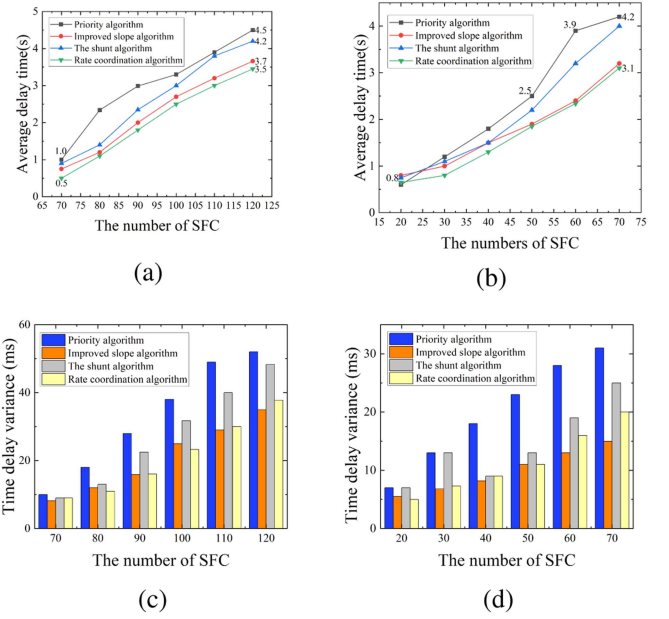 5
4
3
2
1
0
Average delay time(s)
Priority algorithm
Improved slope algorithm
The shunt algorithm
Rate coordination algorithm
1.0
0.5
4.5
4.2
3.7
3.5
65 70 75 80 85 90 95 100 105 110 115 120 125
The number of SFC
(a)
4
3
2
1
0
Average delay time(s)
Priority algorithm
Improved slope algorithm
The shunt algorithm
Rate coordination algorithm
0.8
2.5
3.9
4.2
3.1
15 20 25 30 35 40 45 50 55 60 65 70 75
The numbers of SFC
(b)
60
40
20
0
Time delay variance (ms)
Priority algorithm
Improved slope algorithm
The shunt algorithm
Rate coordination algorithm
70 80 90 100 110 120
The number of SFC
(c)
30
20
10
0
Time delay variance (ms)
Priority algorithm
Improved slope algorithm
The shunt algorithm
Rate coordination algorithm
20 30 40 50 60 70
The number of SFC
(d)